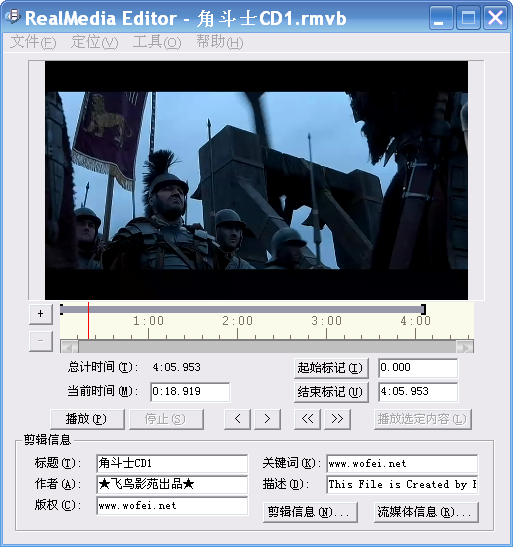 RealMedia Editor - 角斗士CD1.rmvb
文件(F) 定位(V) 工具(O) 帮助(H)
+
1:00 2:00 3:00 4:00
-
总计时间(T): 4:05.953 起始标记(I) 0.000
当前时间(M): 0:18.919 结束标记(U) 4:05.953
播放(P) 停止(S) < > << >> 播放选定内容(L)
剪辑信息
标题(T): 角斗士CD1 关键词(K): www.wofei.net
作者(A): ★飞鸟影苑出品★ 描述(D): This File is Created by
版权(C): www.wofei.net 剪辑信息(N)... 流媒体信息(R)...